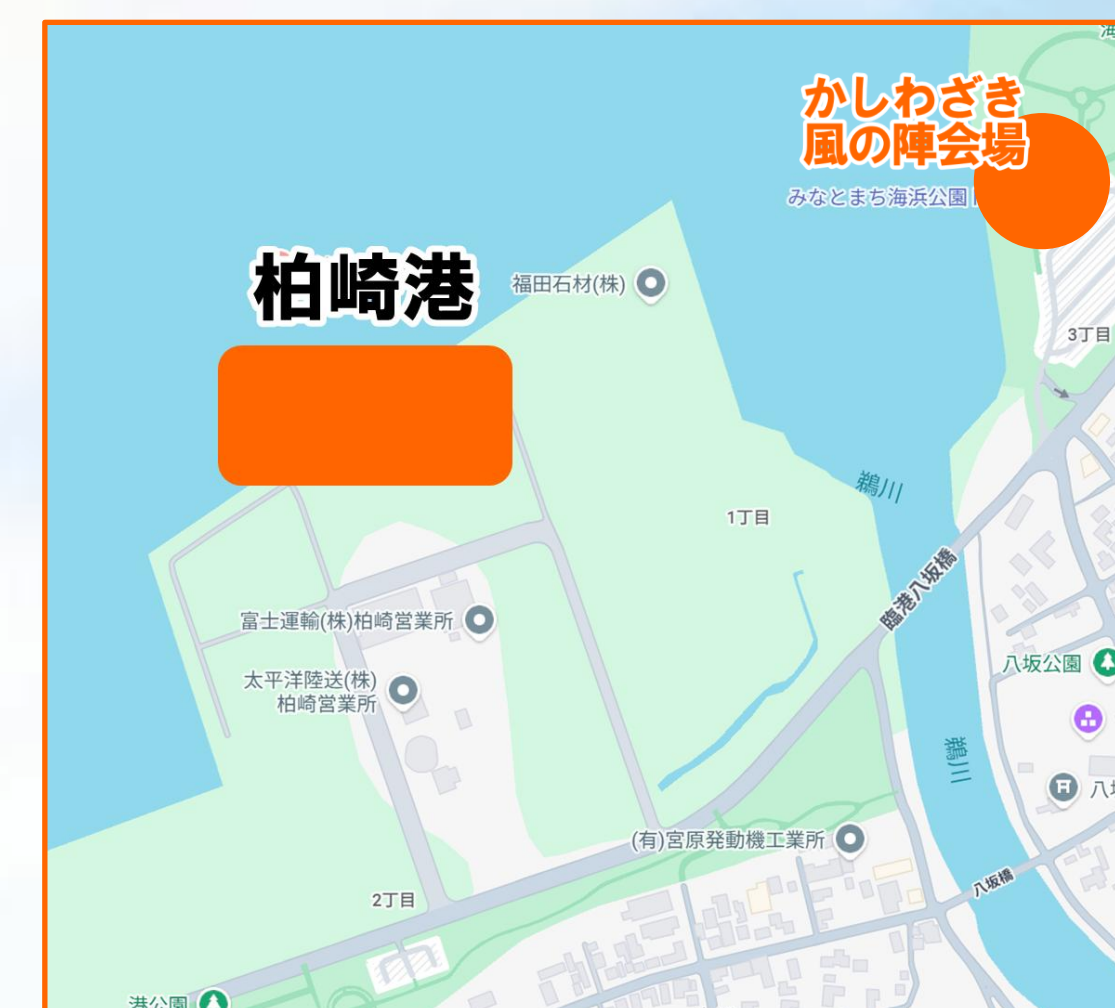 かしわざき
風の陣会場
みなとまち海浜公園
柏崎港
福田石材(株)
3丁目
鵜川
1丁目
臨港八坂橋
富士運輸(株)柏崎営業所
八坂公園
太平洋陸送(株)
柏崎営業所
鵜川
(有)宮原発動機工業所
八坂橋
2丁目
港公園